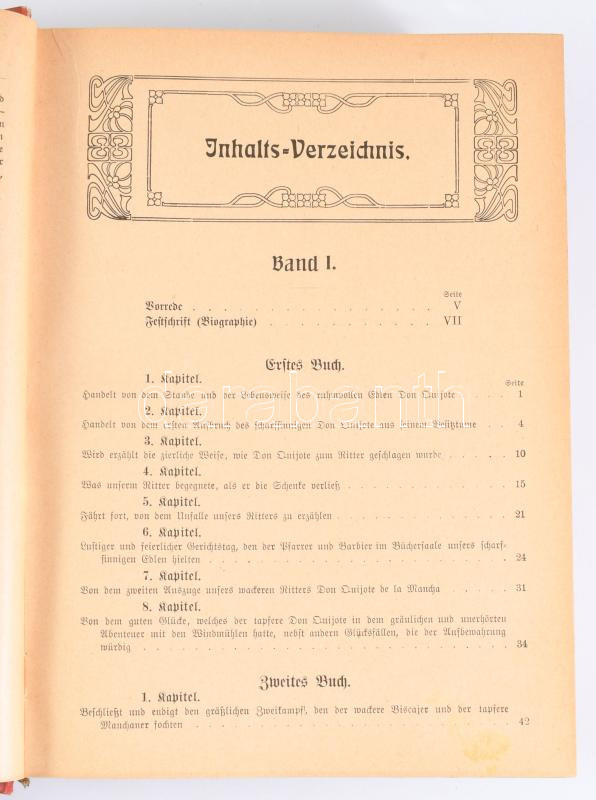 Inhalts-Verzeichnis.
Band I.
Seite
Vorrede . . . . . . . . . . . . . . . . . V
Festschrift (Biographie) . . . . . . . . . . . VII
Erstes Buch.
1. Kapitel.
Seite
Handelt von dem Stande und der Lebensweise des ruhmvollen Edlen Don Quijote . . . . 1
2. Kapitel.
Handelt von dem ersten Ausspruch des scharfsinnigen Don Quijote aus seinem Besitztume . . 4
3. Kapitel.
Wird erzählt die zierliche Weise, wie Don Quijote zum Ritter geschlagen wurde . . . . . 10
4. Kapitel.
Was unserm Ritter begegnete, als er die Schenke verließ . . . . . . . . . . . 15
5. Kapitel.
Fährt fort, von dem Unfalle unsers Ritters zu erzählen . . . . . . . . . . . 21
6. Kapitel.
Lustiger und feierlicher Gerichtstag, den der Pfarrer und Barbier im Büchersaale unsers scharf-
sinnigen Edlen hielten . . . . . . . . . . . . . . . . . 24
7. Kapitel.
Von dem zweiten Auszuge unsers wackeren Ritters Don Quijote de la Mancha . . . . . 31
8. Kapitel.
Von dem guten Glücke, welches der tapfere Don Quijote in dem gräulichen und unerhörten
Abenteuer mit den Windmühlen hatte, nebst andern Glücksfällen, die der Aufbewahrung
würdig . . . . . . . . . . . . . . . . . . . . 34
Zweites Buch.
1. Kapitel.
Beschließt und endigt den gräßlichen Zweikampf, den der wackere Biscajer und der tapfere
Manchaner fochten . . . . . . . . . . . . . . . . . . 42
darabanth